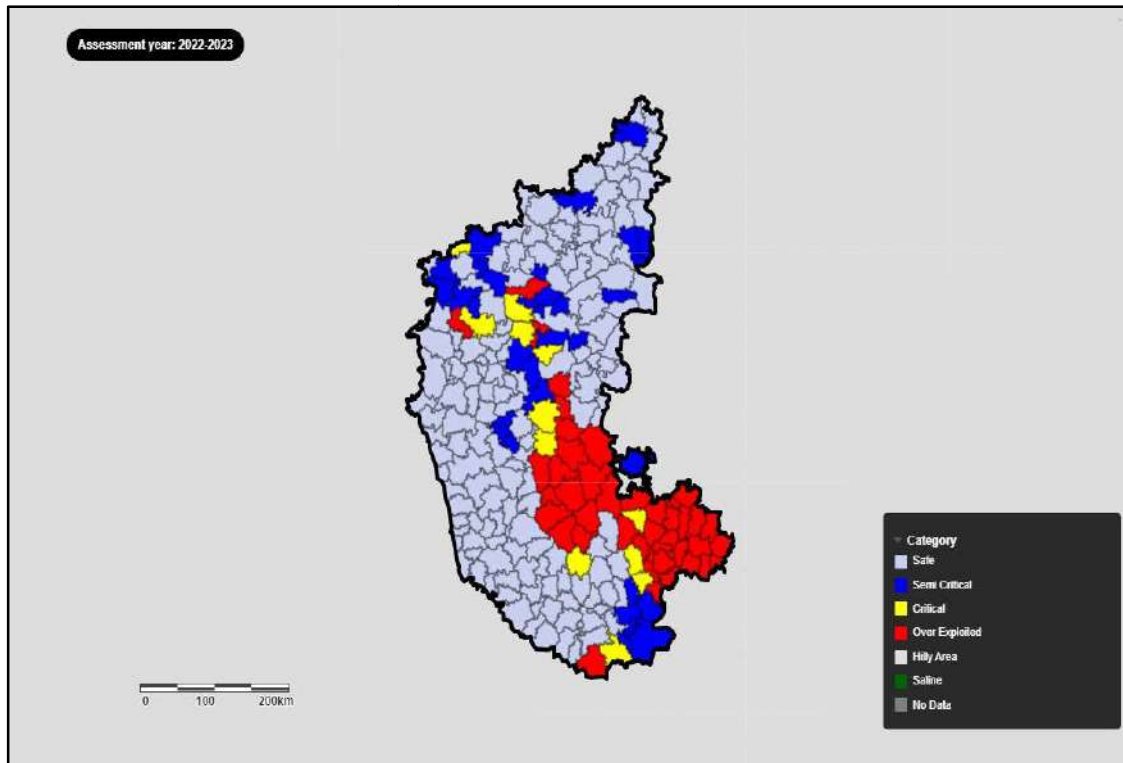 Assessment year: 2022-2023
Category
Safe
Semi Critical
Critical
Over Exploited
Hilly Area
Saline
No Data
0 100 200km